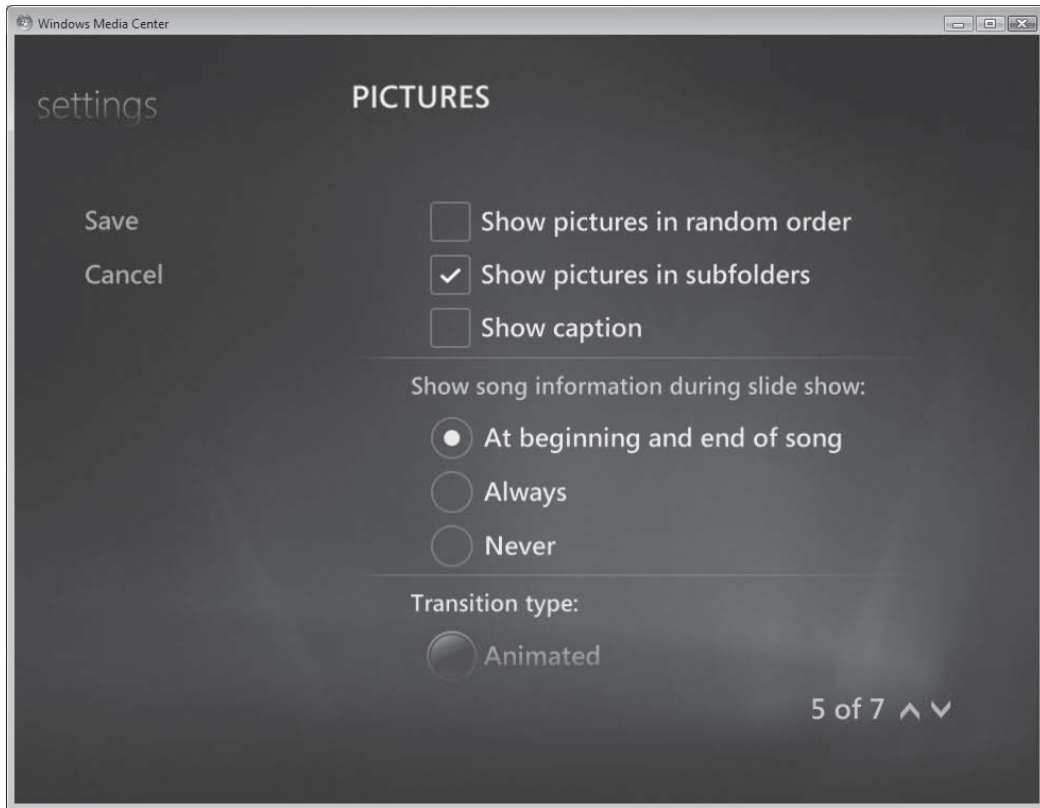 Windows Media Center
settings
PICTURES
Save
Cancel
Show pictures in random order
Show pictures in subfolders
Show caption
Show song information during slide show:
At beginning and end of song
Always
Never
Transition type:
Animated
5 of 7